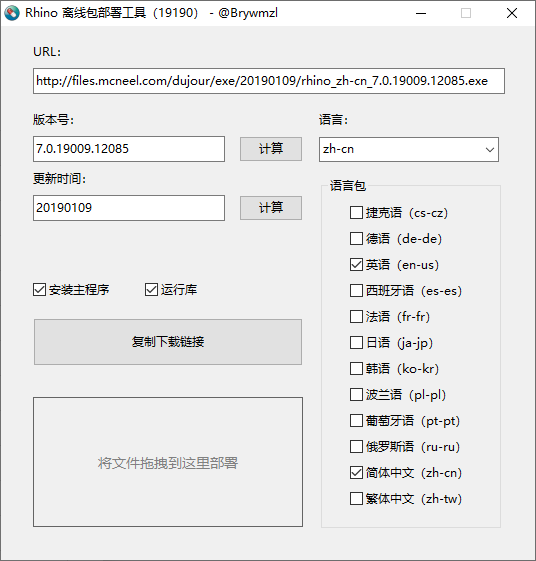 Rhino 离线包部署工具（19190） - @Brywmzl
URL:
http://files.mcneel.com/dujour/exe/20190109/rhino_zh-cn_7.0.19009.12085.exe
版本号:
语言:
7.0.19009.12085
计算
zh-cn
更新时间:
20190109
计算
语言包
捷克语（cs-cz）
德语（de-de）
英语（en-us）
西班牙语（es-es）
法语（fr-fr）
日语（ja-jp）
韩语（ko-kr）
波兰语（pl-pl）
葡萄牙语（pt-pt）
俄罗斯语（ru-ru）
简体中文（zh-cn）
繁体中文（zh-tw）
安装主程序
运行库
复制下载链接
将文件拖拽到这里部署